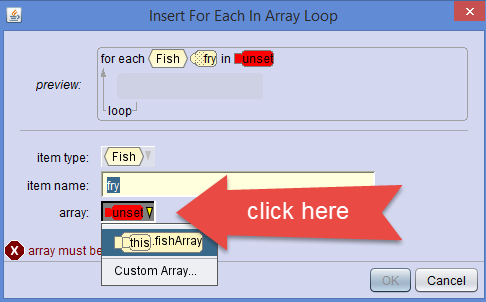 Insert For Each In Array Loop
preview:
for each Fish fry in unset
loop
item type: Fish
item name: fry
array: unset
click here
this .fishArray
array must be
Custom Array...
OK Cancel